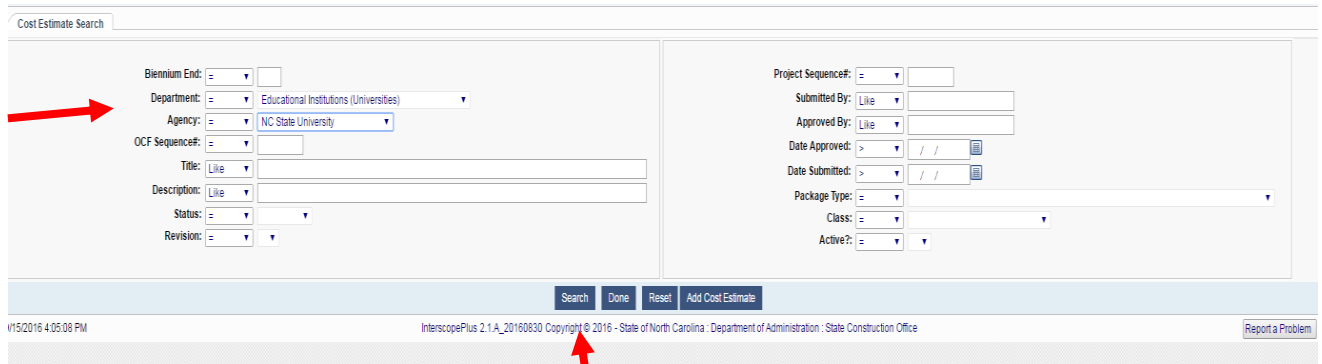 Cost Estimate Search
Biennium End: =
Department: = Educational Institutions (Universities)
Agency: = NC State University
OCF Sequence#: =
Title: Like
Description: Like
Status: =
Revision: =
Project Sequence#: =
Submitted By: Like
Approved By: Like
Date Approved: > / /
Date Submitted: > / /
Package Type: =
Class: =
Active?: =
Search Done Reset Add Cost Estimate
/15/2016 4:05:08 PM
InterscopePlus 2.1.A_20160830 Copyright © 2016 - State of North Carolina : Department of Administration : State Construction Office
Report a Problem